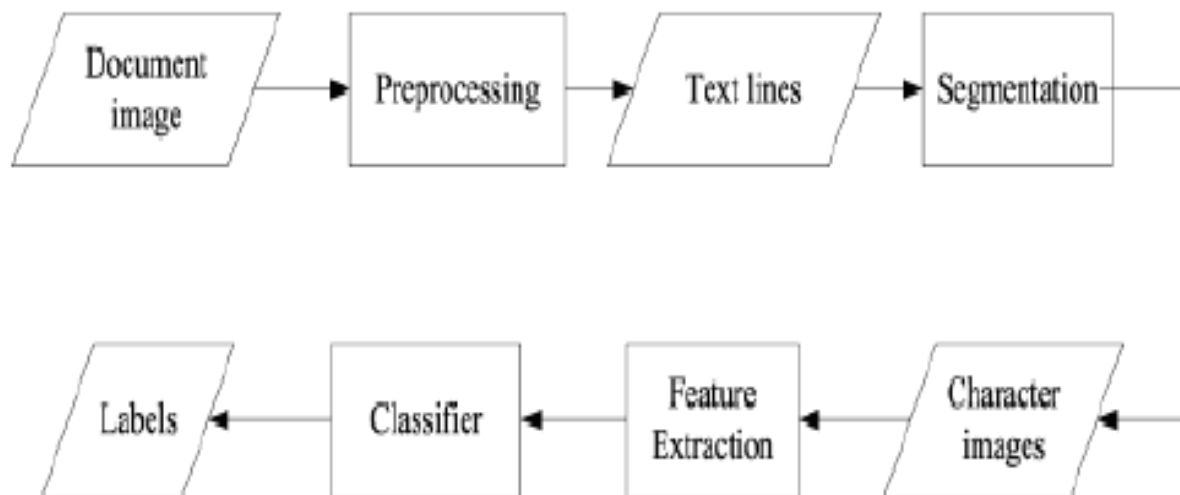 Document
image
Preprocessing
Text lines
Segmentation
Character
images
Feature
Extraction
Classifier
Labels